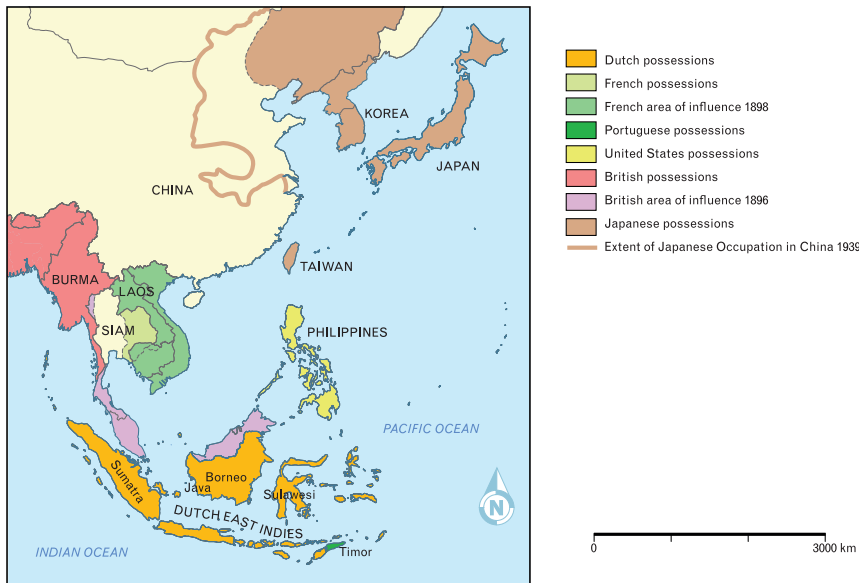 KOREA
JAPAN
CHINA
TAIWAN
BURMA
LAOS
SIAM
PHILIPPINES
PACIFIC OCEAN
Sumatra
Borneo
Java
Sulawesi
DUTCH EAST INDIES
Timor
INDIAN OCEAN
N
Dutch possessions
French possessions
French area of influence 1898
Portuguese possessions
United States possessions
British possessions
British area of influence 1896
Japanese possessions
Extent of Japanese Occupation in China 1939
0
3000 km